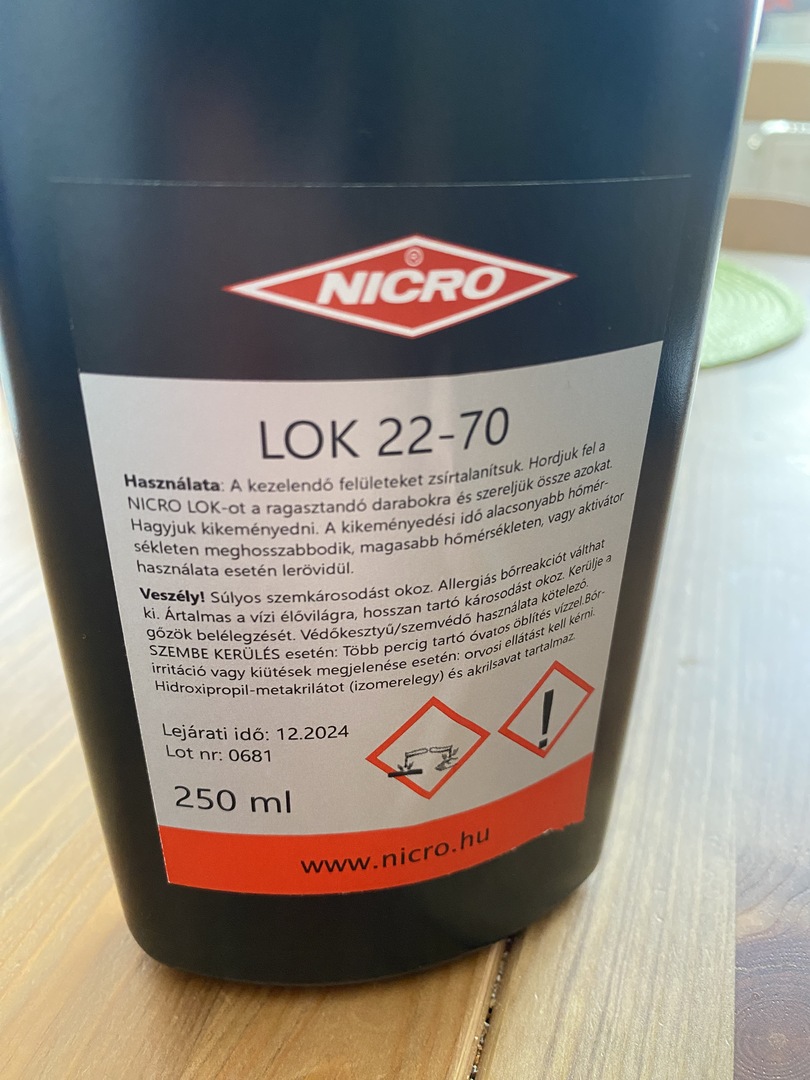 NICRO ®
LOK 22-70
Használata: A kezelendő felületeket zsírtalanítsuk. Hordjuk fel a
NICRO LOK-ot a ragasztandó darabokra és szereljük össze azokat.
Hagyjuk kikeményedni. A kikeményedési idő alacsonyabb hőmér-
sékleten meghosszabbodik, magasabb hőmérsékleten, vagy aktivátor
használata esetén lerövidül.
Veszély! Súlyos szemkárosodást okoz. Allergiás bőrreakciót válthat
ki. Ártalmas a vízi élővilágra, hosszan tartó károsodást okoz. Kerülje a
gőzök belélegzését. Védőkesztyű/szemvédő használata kötelező.
SZEMBE KERÜLÉS esetén: Több percig tartó óvatos öblítés vízzel.Bőr-
irritáció vagy kiütések megjelenése esetén: orvosi ellátást kell kérni.
Hidroxipropil-metakrilátot (izomerelegy) és akrilsavat tartalmaz.
Lejárati idő: 12.2024
Lot nr: 0681
250 ml
www.nicro.hu